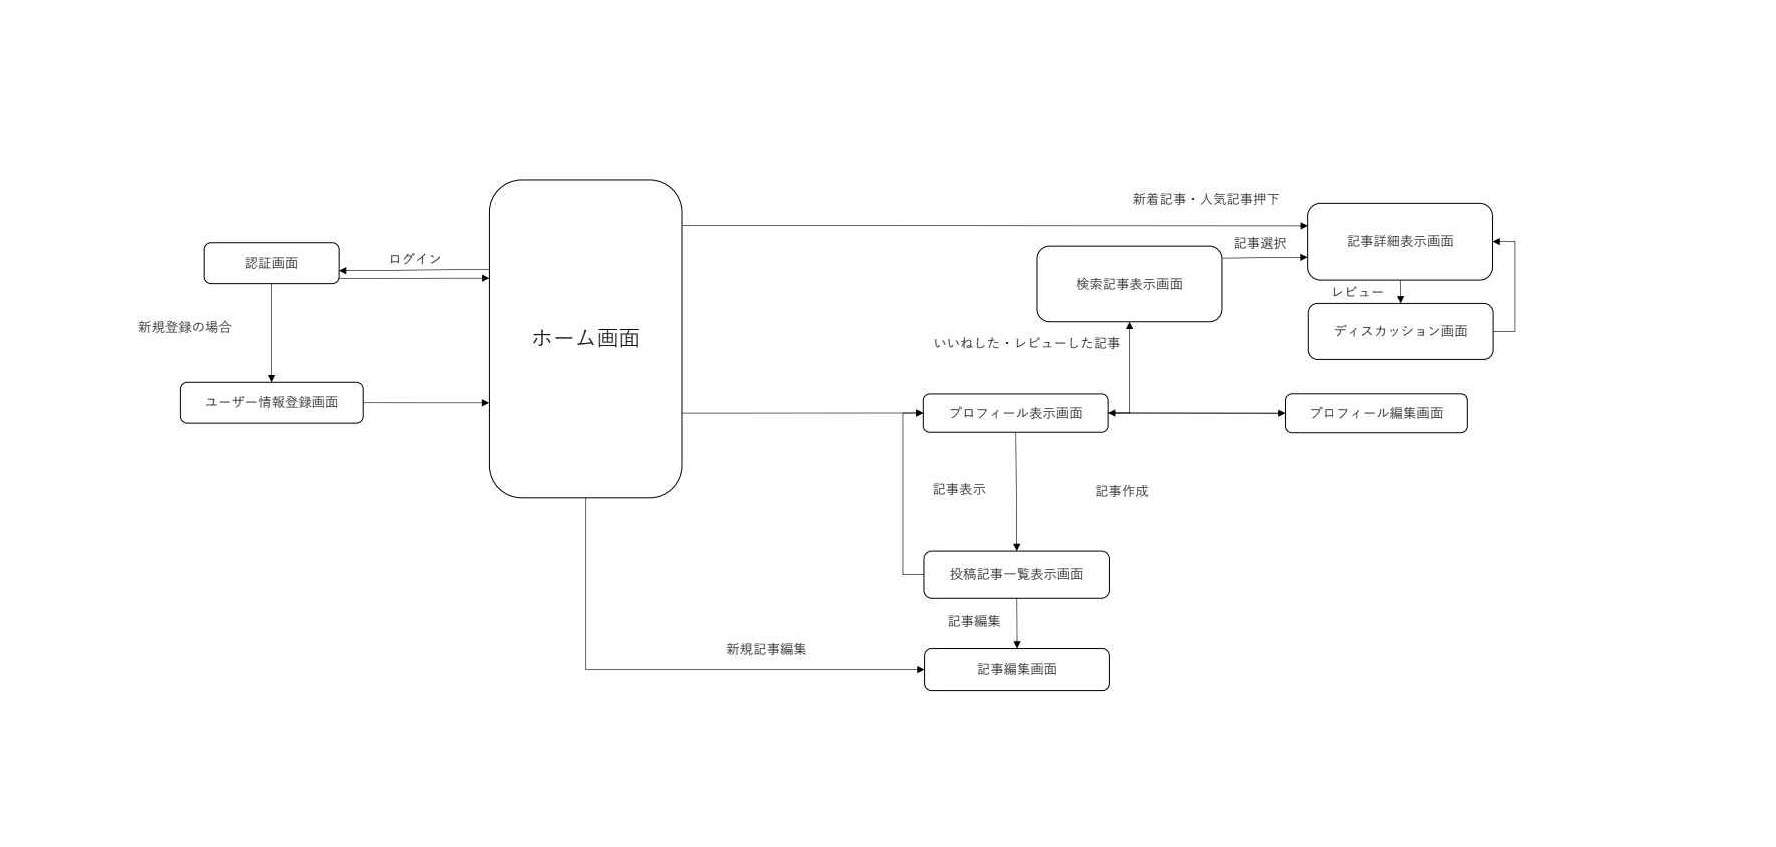 新着記事・人気記事押下
記事詳細表示画面
認証画面
ログイン
記事選択
検索記事表示画面
レビュー
新規登録の場合
ホーム画面
いいねした・レビューした記事
ディスカッション画面
ユーザー情報登録画面
プロフィール表示画面
プロフィール編集画面
記事表示
記事作成
投稿記事一覧表示画面
記事編集
新規記事編集
記事編集画面